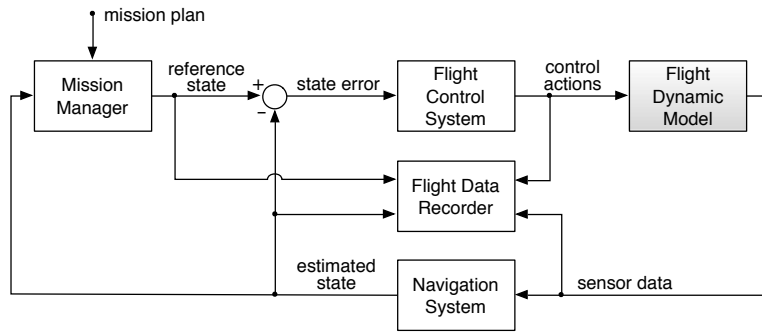 mission plan
Mission
Manager
reference
state
+
−
state error
Flight
Control
System
control
actions
Flight
Dynamic
Model
Flight Data
Recorder
estimated
state
Navigation
System
sensor data